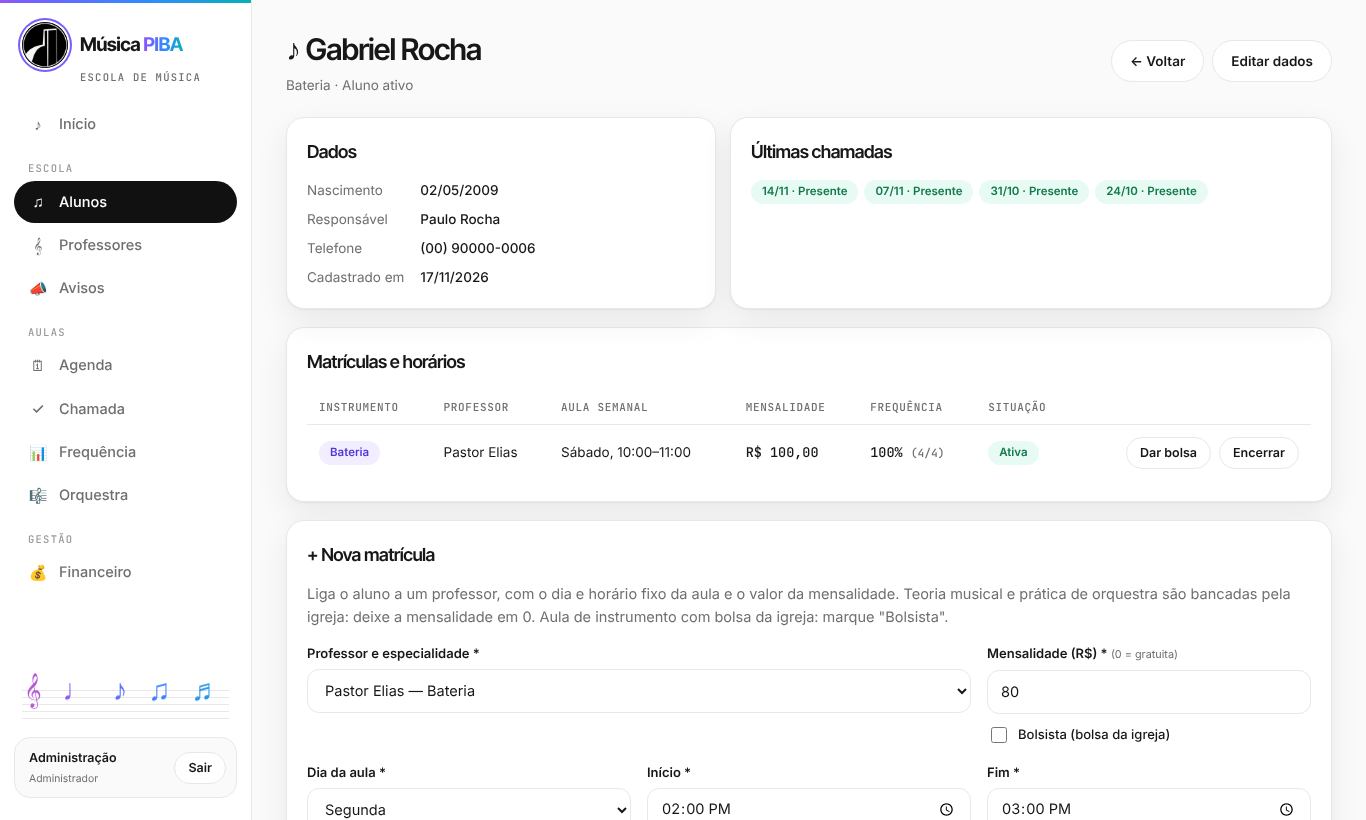 Música PIBA
ESCOLA DE MÚSICA
Início
ESCOLA
Alunos
Professores
Avisos
AULAS
Agenda
Chamada
Frequência
Orquestra
GESTÃO
Financeiro
Administração
Administrador
Sair
♪ Gabriel Rocha
Bateria · Aluno ativo
← Voltar
Editar dados
Dados
Nascimento 02/05/2009
Responsável Paulo Rocha
Telefone (00) 90000-0006
Cadastrado em 17/11/2026
Últimas chamadas
14/11 · Presente 07/11 · Presente 31/10 · Presente 24/10 · Presente
Matrículas e horários
INSTRUMENTO PROFESSOR AULA SEMANAL MENSALIDADE FREQUÊNCIA SITUAÇÃO
Bateria Pastor Elias Sábado, 10:00–11:00 R$ 100,00 100% (4/4) Ativa Dar bolsa Encerrar
+ Nova matrícula
Liga o aluno a um professor, com o dia e horário fixo da aula e o valor da mensalidade. Teoria musical e prática de orquestra são bancadas pela
igreja: deixe a mensalidade em 0. Aula de instrumento com bolsa da igreja: marque "Bolsista".
Professor e especialidade * Mensalidade (R$) * (0 = gratuita)
Pastor Elias — Bateria 80
Bolsista (bolsa da igreja)
Dia da aula * Início * Fim *
Segunda 02:00 PM 03:00 PM